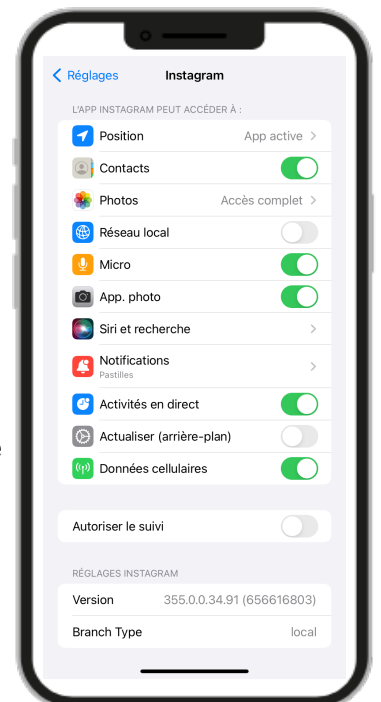 Réglages
Instagram
L'APP INSTAGRAM PEUT ACCÉDER À :
Position App active
Contacts
Photos Accès complet
Réseau local
Micro
App. photo
Siri et recherche
Notifications
Pastilles
Activités en direct
Actualiser (arrière-plan)
Données cellulaires
Autoriser le suivi
RÉGLAGES INSTAGRAM
Version 355.0.0.34.91 (656616803)
Branch Type local